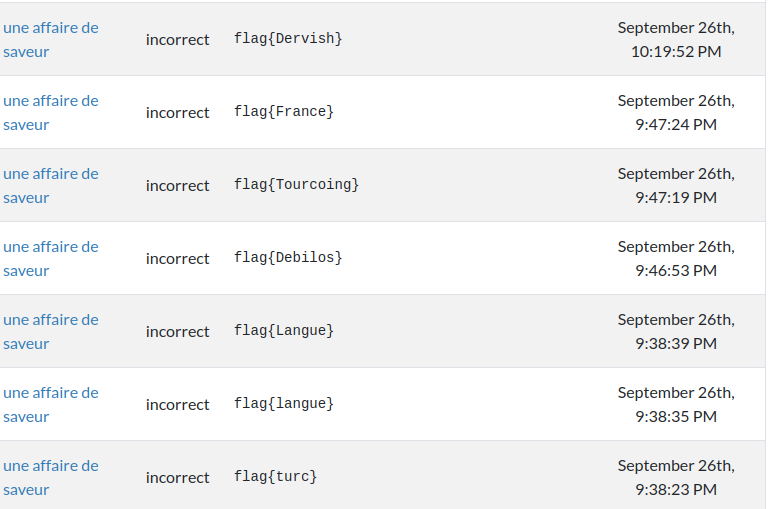 une affaire de saveur incorrect flag{Dervish} September 26th, 10:19:52 PM
une affaire de saveur incorrect flag{France} September 26th, 9:47:24 PM
une affaire de saveur incorrect flag{Tourcoing} September 26th, 9:47:19 PM
une affaire de saveur incorrect flag{Debilos} September 26th, 9:46:53 PM
une affaire de saveur incorrect flag{Langue} September 26th, 9:38:39 PM
une affaire de saveur incorrect flag{langue} September 26th, 9:38:35 PM
une affaire de saveur incorrect flag{turc} September 26th, 9:38:23 PM